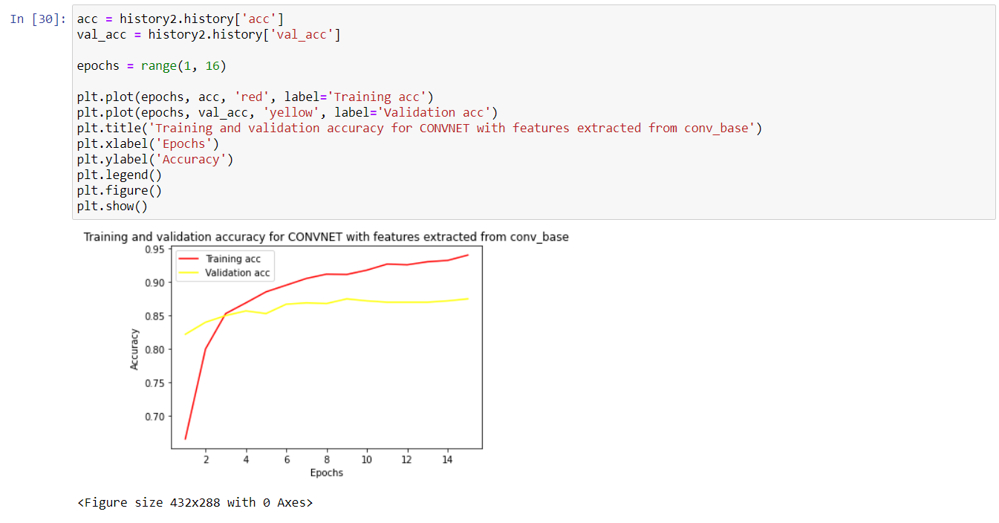 In [30]: acc = history2.history['acc']
val_acc = history2.history['val_acc']
epochs = range(1, 16)
plt.plot(epochs, acc, 'red', label='Training acc')
plt.plot(epochs, val_acc, 'yellow', label='Validation acc')
plt.title('Training and validation accuracy for CONVNET with features extracted from conv_base')
plt.xlabel('Epochs')
plt.ylabel('Accuracy')
plt.legend()
plt.figure()
plt.show()
Training and validation accuracy for CONVNET with features extracted from conv_base
0.95
Training acc
Validation acc
0.90
0.85
0.80
0.75
0.70
Accuracy
2 4 6 8 10 12 14
Epochs
<Figure size 432x288 with 0 Axes>